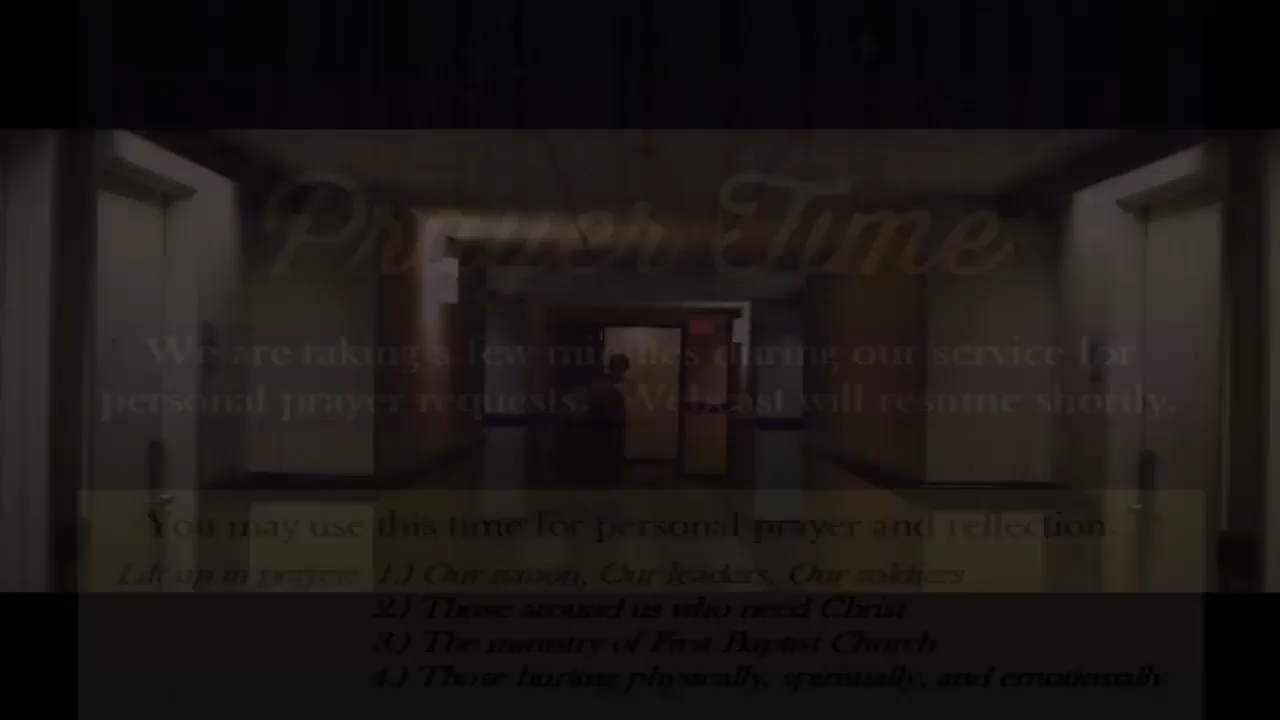 Prayer Time
We are taking a few minutes during our service for
personal prayer requests. Webcast will resume shortly.
You may use this time for personal prayer and reflection.
Lift up in prayer: 1.) Our nation, Our leaders, Our soldiers
2.) Those around us who need Christ
3.) The ministry of First Baptist Church
4.) Those hurting physically, spiritually, and emotionally